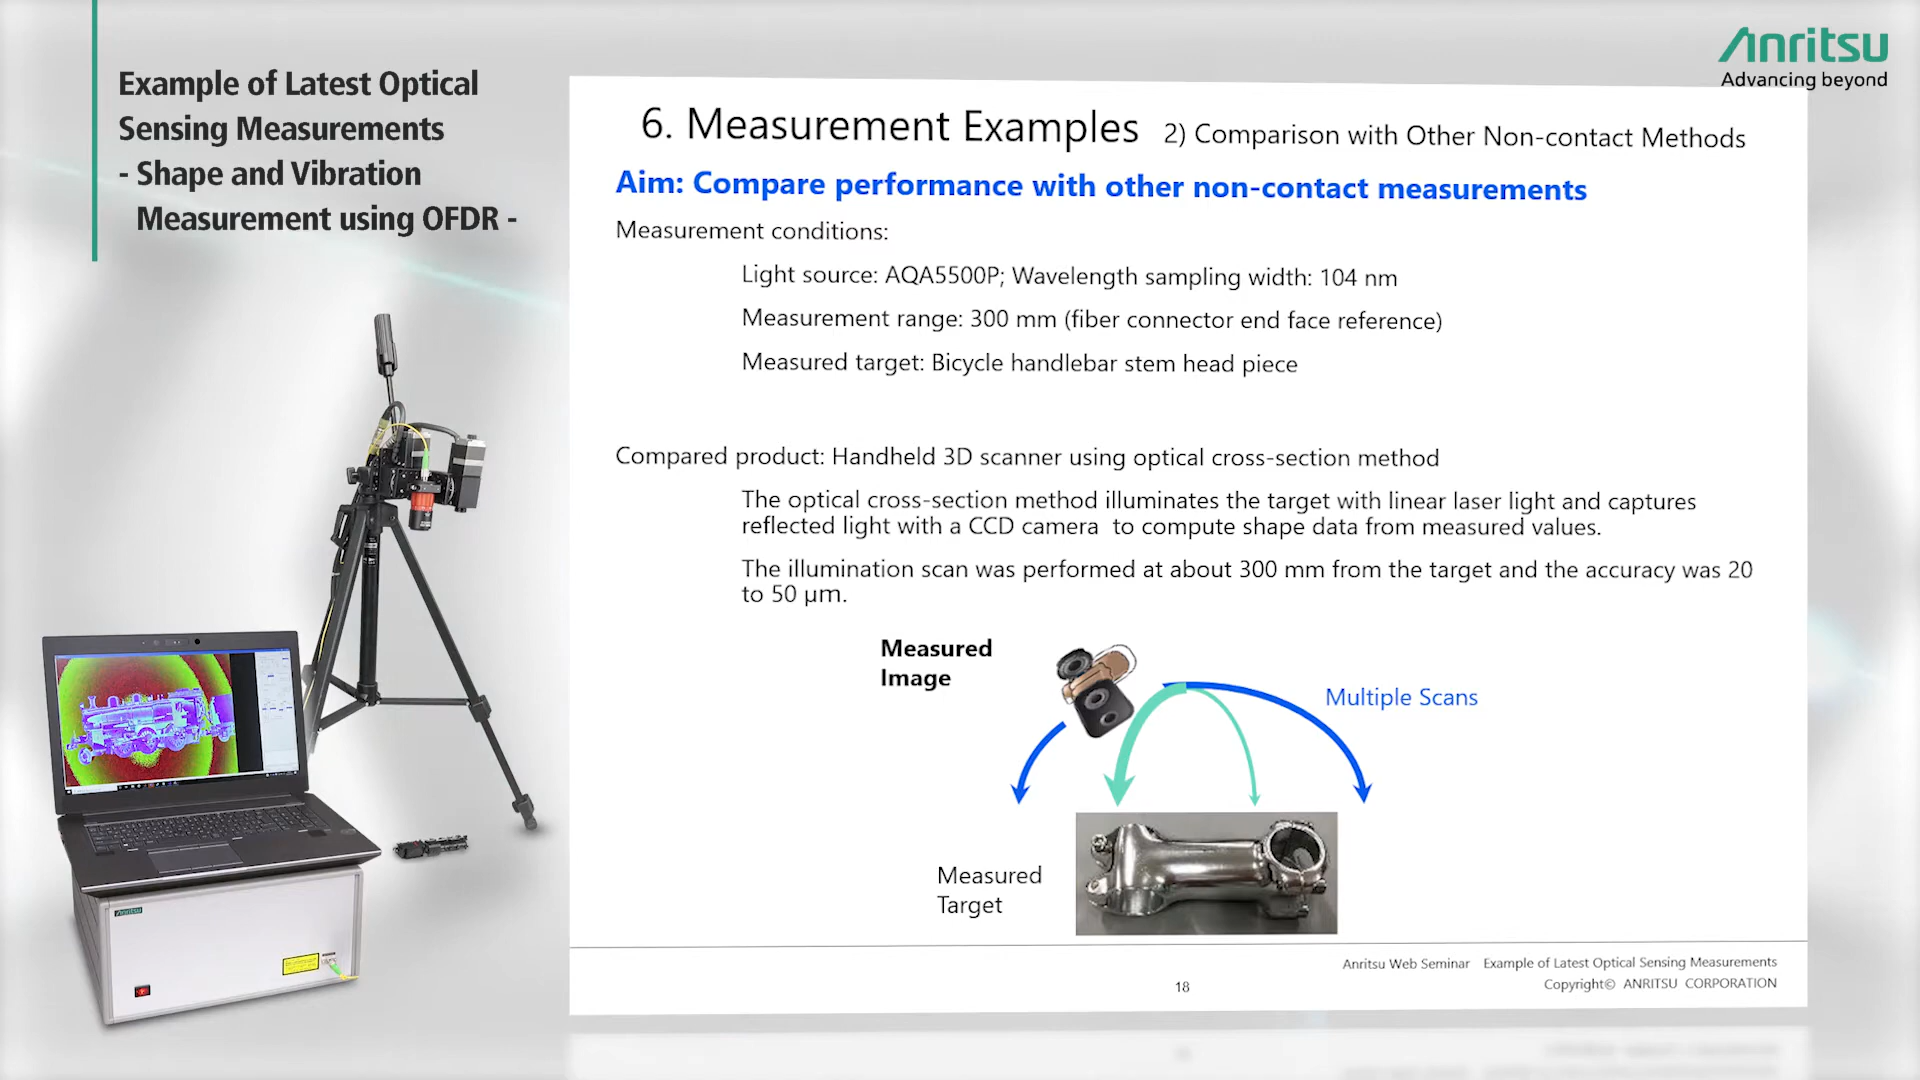 Example of Latest Optical
Sensing Measurements
- Shape and Vibration
Measurement using OFDR -
Anritsu
Advancing beyond
6. Measurement Examples 2) Comparison with Other Non-contact Methods
Aim: Compare performance with other non-contact measurements
Measurement conditions:
Light source: AQA5500P; Wavelength sampling width: 104 nm
Measurement range: 300 mm (fiber connector end face reference)
Measured target: Bicycle handlebar stem head piece
Compared product: Handheld 3D scanner using optical cross-section method
The optical cross-section method illuminates the target with linear laser light and captures
reflected light with a CCD camera to compute shape data from measured values.
The illumination scan was performed at about 300 mm from the target and the accuracy was 20
to 50 μm.
Measured
Image
Multiple Scans
Measured
Target
Anritsu Web Seminar Example of Latest Optical Sensing Measurements
18
Copyright© ANRITSU CORPORATION
Anritsu